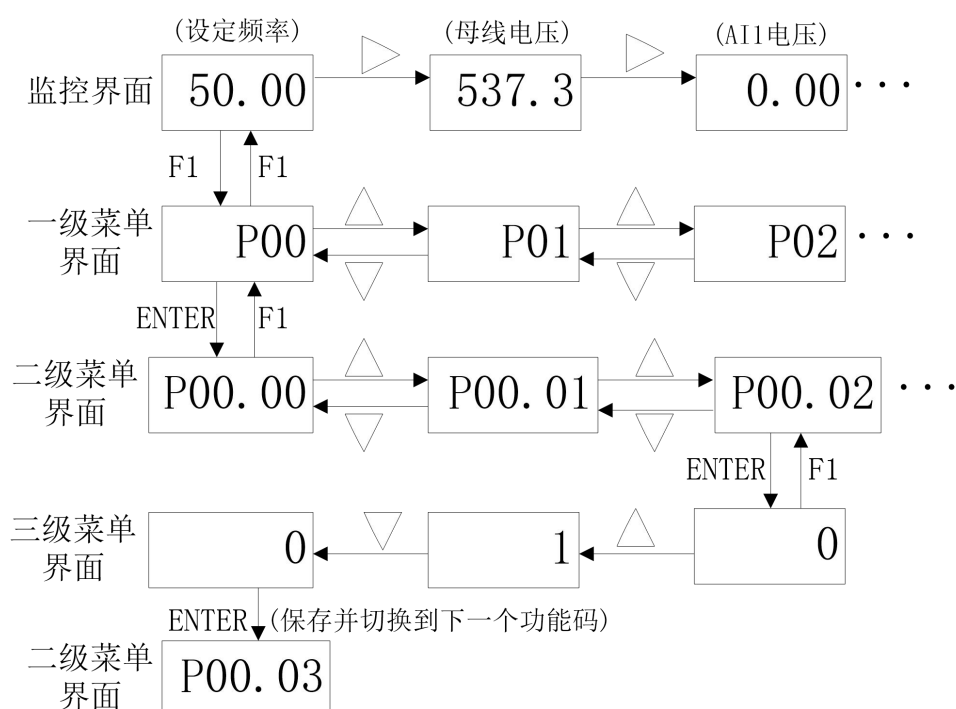 (设定频率) (母线电压) (AI1电压)
监控界面 50.00 537.3 0.00 ···
F1 F1
一级菜单
界面 P00 P01 P02 ···
ENTER F1
二级菜单
界面 P00.00 P00.01 P00.02 ···
ENTER F1
三级菜单
界面 0 1 0
ENTER (保存并切换到下一个功能码)
二级菜单
界面 P00.03